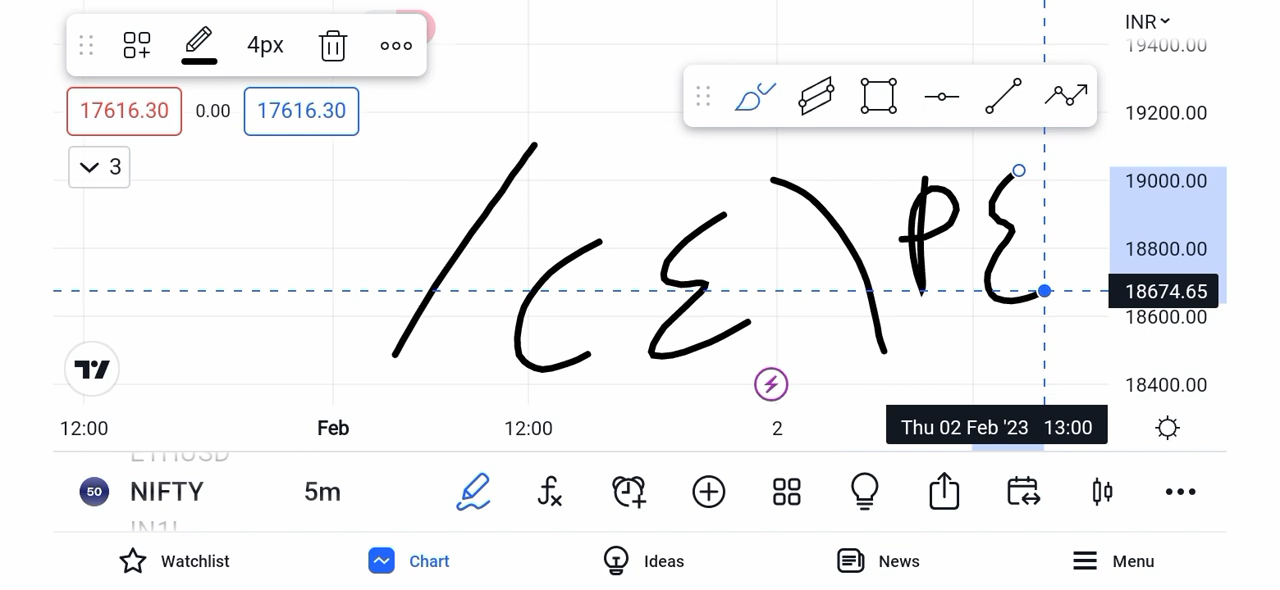 INR
19400.00
4px
17616.30 0.00 17616.30
19200.00
3
19000.00
/ CE \ PE
18800.00
18674.65
18600.00
18400.00
12:00 Feb 12:00 2 Thu 02 Feb '23 13:00
ETHUSD
50 NIFTY 5m
Watchlist Chart Ideas News Menu